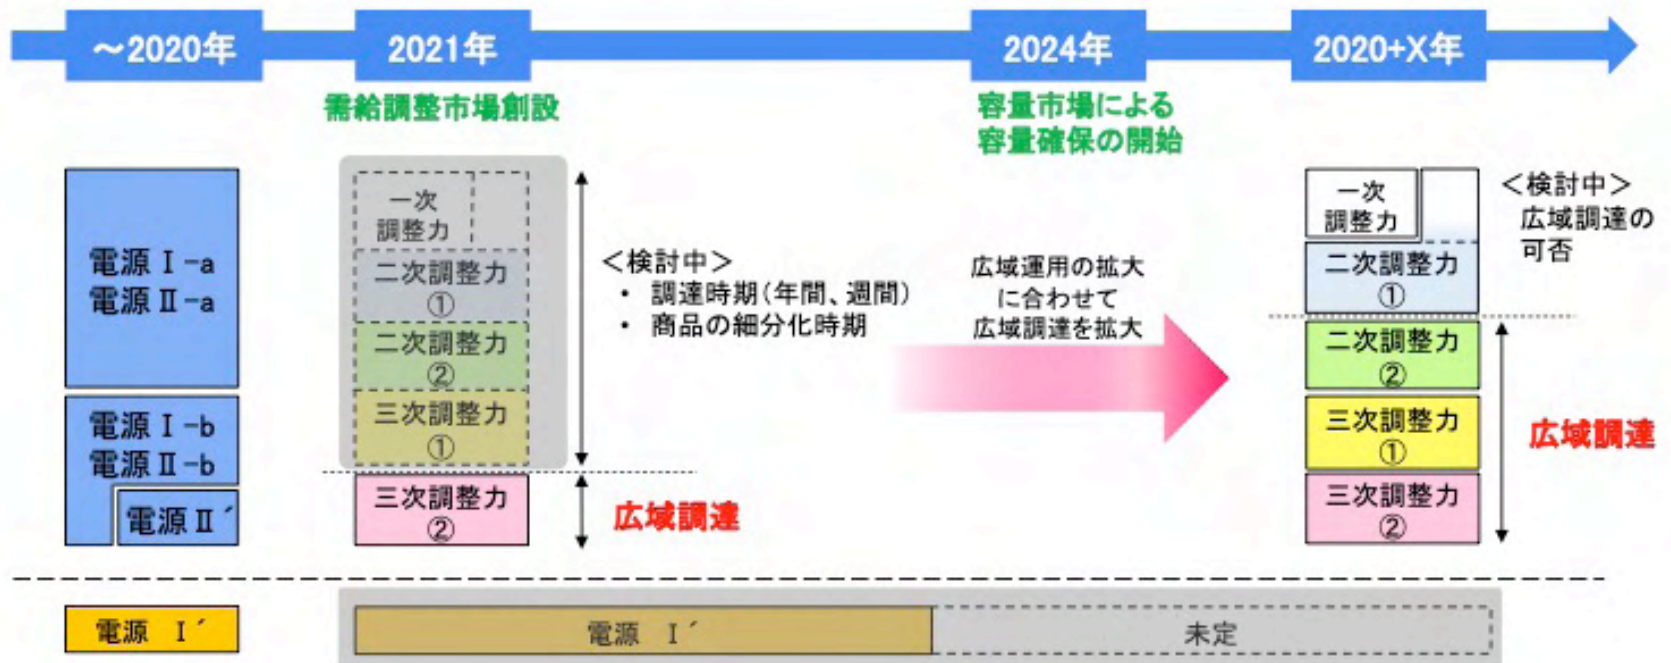 ～2020年
2021年
2024年
2020+X年
需給調整市場創設
容量市場による
容量確保の開始
電源Ⅰ-a
電源Ⅱ-a
電源Ⅰ-b
電源Ⅱ-b
電源Ⅱ´
一次
調整力
二次調整力
①
二次調整力
②
三次調整力
①
三次調整力
②
＜検討中＞
・ 調達時期（年間、週間）
・ 商品の細分化時期
広域調達
広域運用の拡大
に合わせて
広域調達を拡大
一次
調整力
二次調整力
①
二次調整力
②
三次調整力
①
三次調整力
②
＜検討中＞
広域調達の
可否
広域調達
電源 Ⅰ´
電源 Ⅰ´
未定